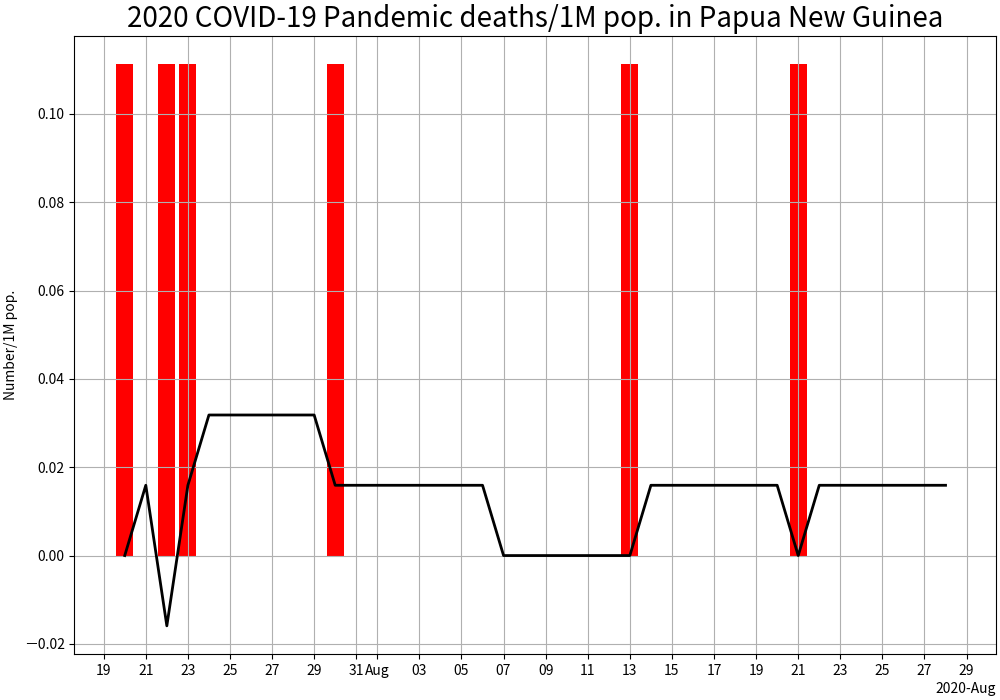 2020 COVID-19 Pandemic deaths/1M pop. in Papua New Guinea
Number/1M pop.
0.10
0.08
0.06
0.04
0.02
0.00
−0.02
19 21 23 25 27 29 31 Aug 03 05 07 09 11 13 15 17 19 21 23 25 27 29
2020-Aug